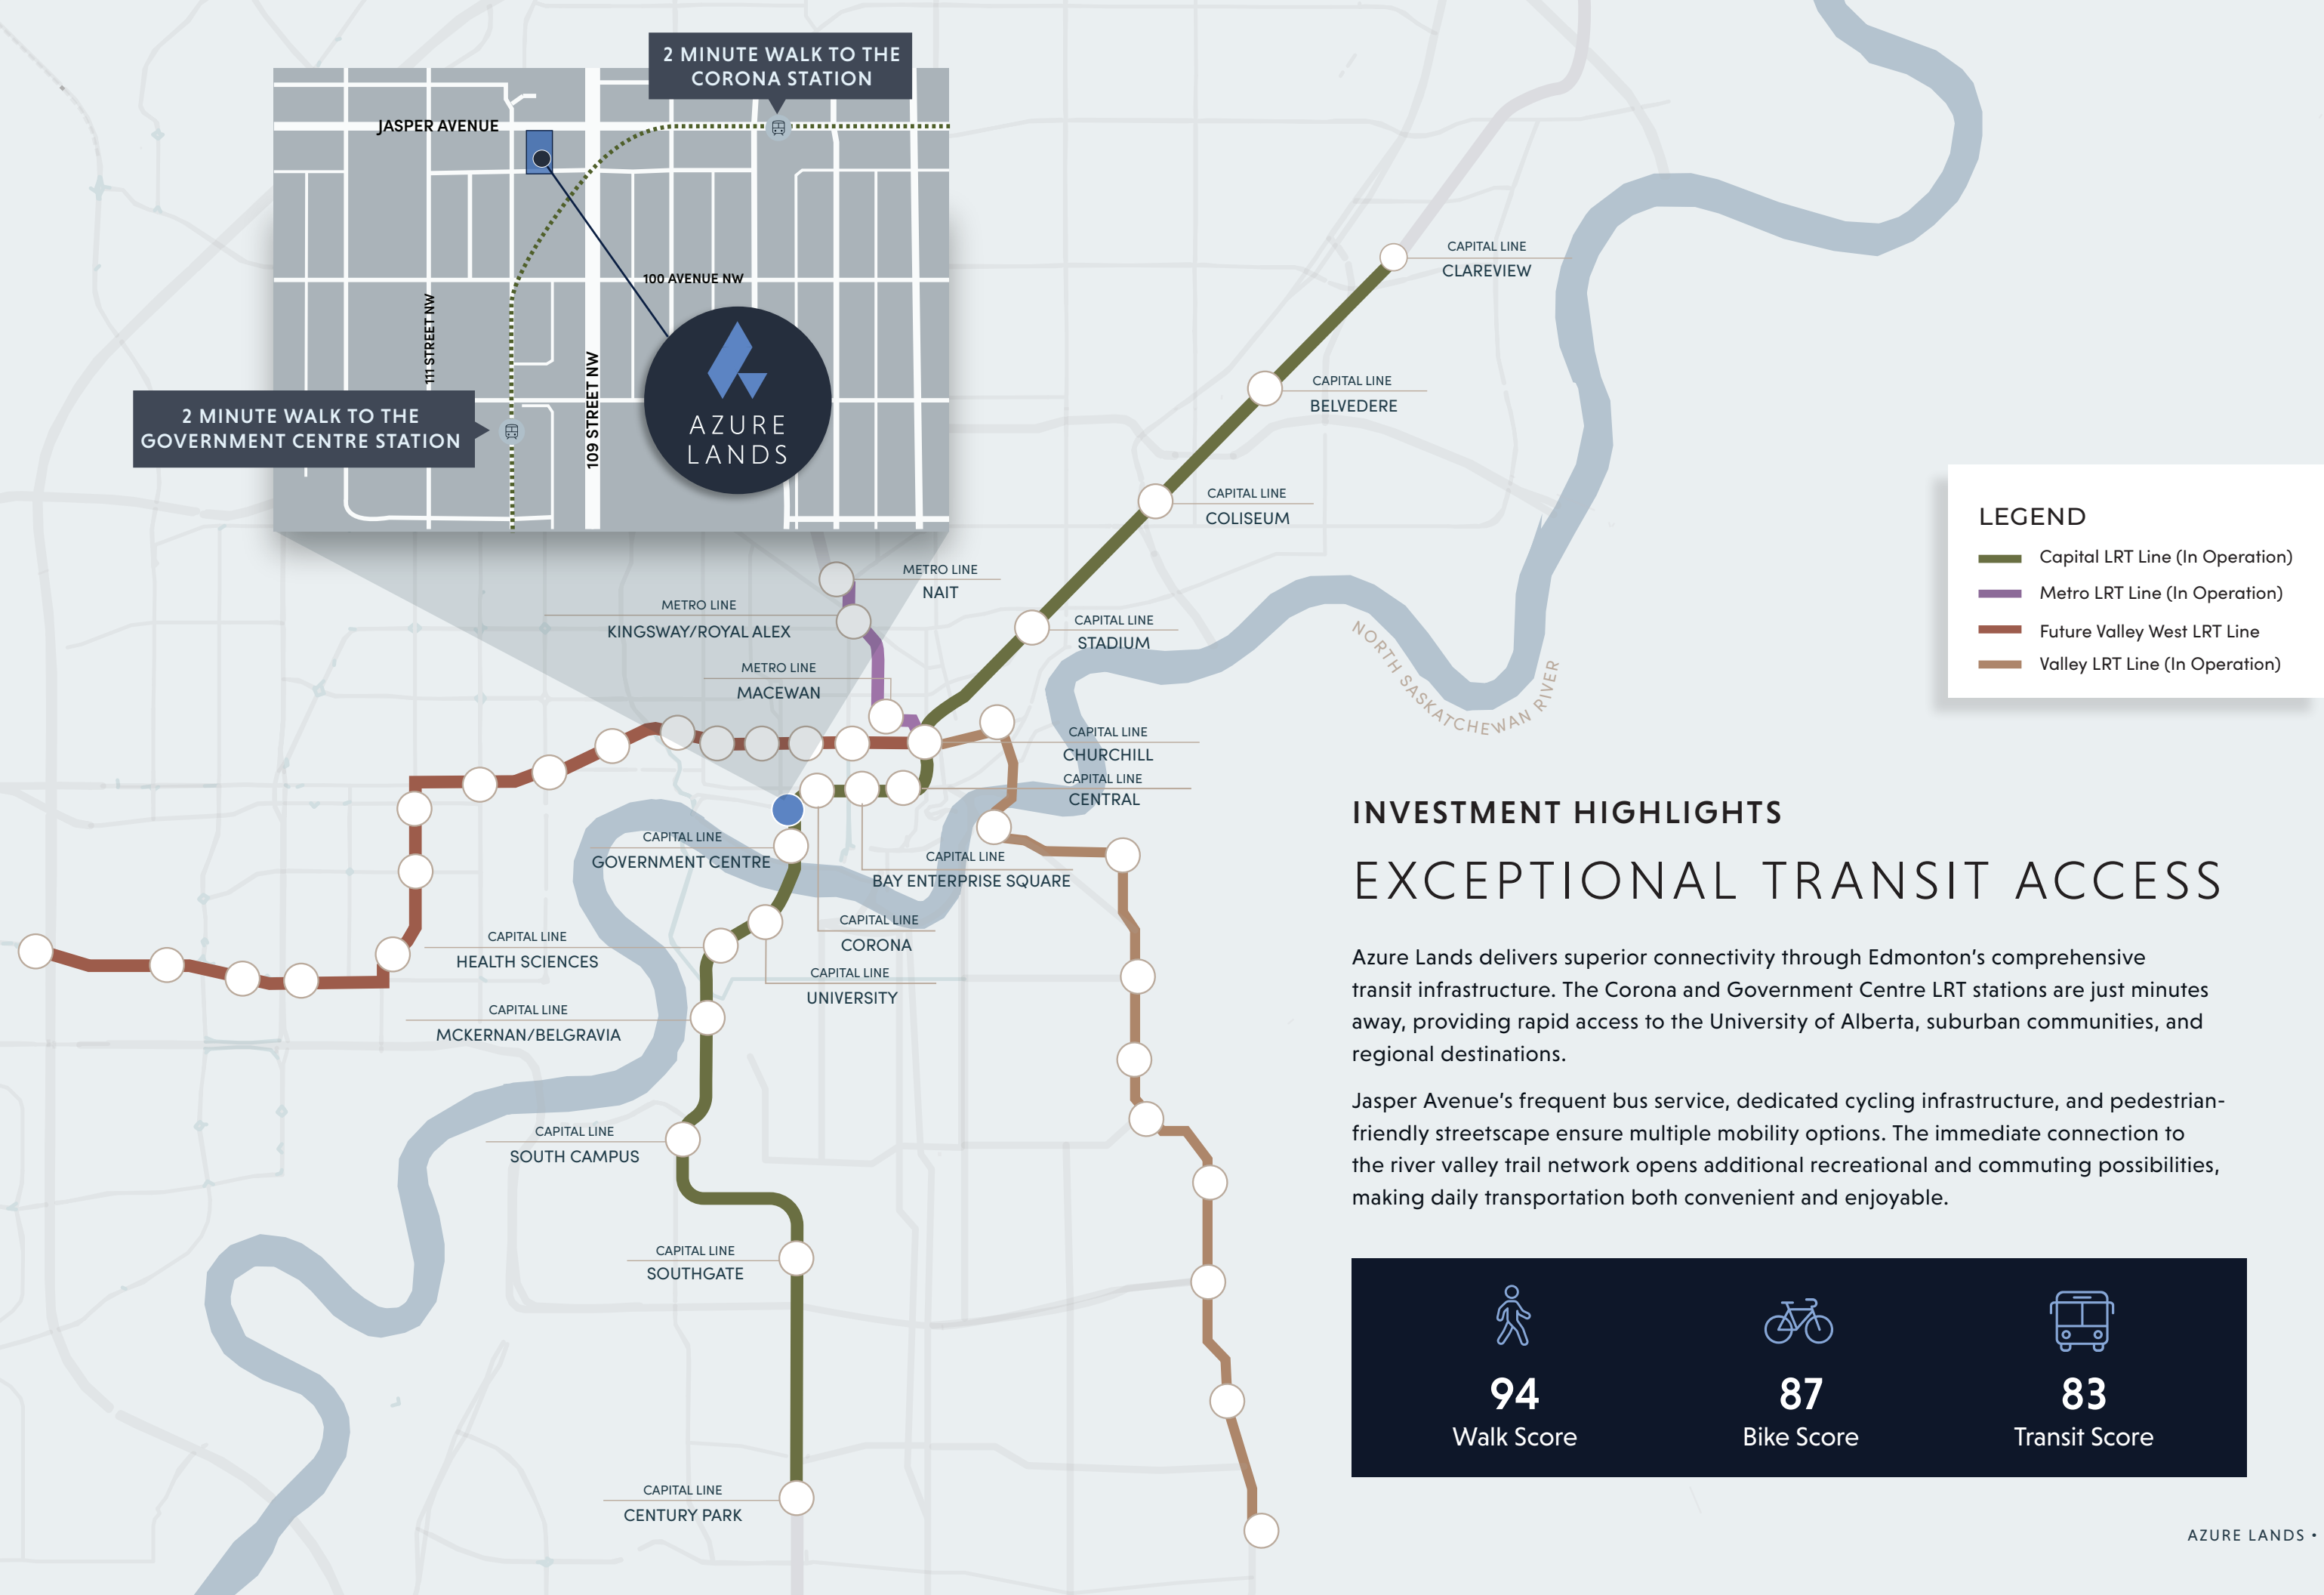 2 MINUTE WALK TO THE
CORONA STATION
JASPER AVENUE
100 AVENUE NW
111 STREET NW
109 STREET NW
2 MINUTE WALK TO THE
GOVERNMENT CENTRE STATION
AZURE
LANDS
CAPITAL LINE
CLAREVIEW
CAPITAL LINE
BELVEDERE
CAPITAL LINE
COLISEUM
METRO LINE
NAIT
METRO LINE
KINGSWAY/ROYAL ALEX
CAPITAL LINE
STADIUM
METRO LINE
MACEWAN
CAPITAL LINE
CHURCHILL
CAPITAL LINE
CENTRAL
CAPITAL LINE
GOVERNMENT CENTRE
CAPITAL LINE
BAY ENTERPRISE SQUARE
CAPITAL LINE
CORONA
CAPITAL LINE
HEALTH SCIENCES
CAPITAL LINE
UNIVERSITY
CAPITAL LINE
MCKERNAN/BELGRAVIA
CAPITAL LINE
SOUTH CAMPUS
CAPITAL LINE
SOUTHGATE
CAPITAL LINE
CENTURY PARK
NORTH SASKATCHEWAN RIVER
LEGEND
Capital LRT Line (In Operation)
Metro LRT Line (In Operation)
Future Valley West LRT Line
Valley LRT Line (In Operation)
INVESTMENT HIGHLIGHTS
EXCEPTIONAL TRANSIT ACCESS
Azure Lands delivers superior connectivity through Edmonton's comprehensive
transit infrastructure. The Corona and Government Centre LRT stations are just minutes
away, providing rapid access to the University of Alberta, suburban communities, and
regional destinations.
Jasper Avenue's frequent bus service, dedicated cycling infrastructure, and pedestrian-
friendly streetscape ensure multiple mobility options. The immediate connection to
the river valley trail network opens additional recreational and commuting possibilities,
making daily transportation both convenient and enjoyable.
94
Walk Score
87
Bike Score
83
Transit Score
AZURE LANDS •